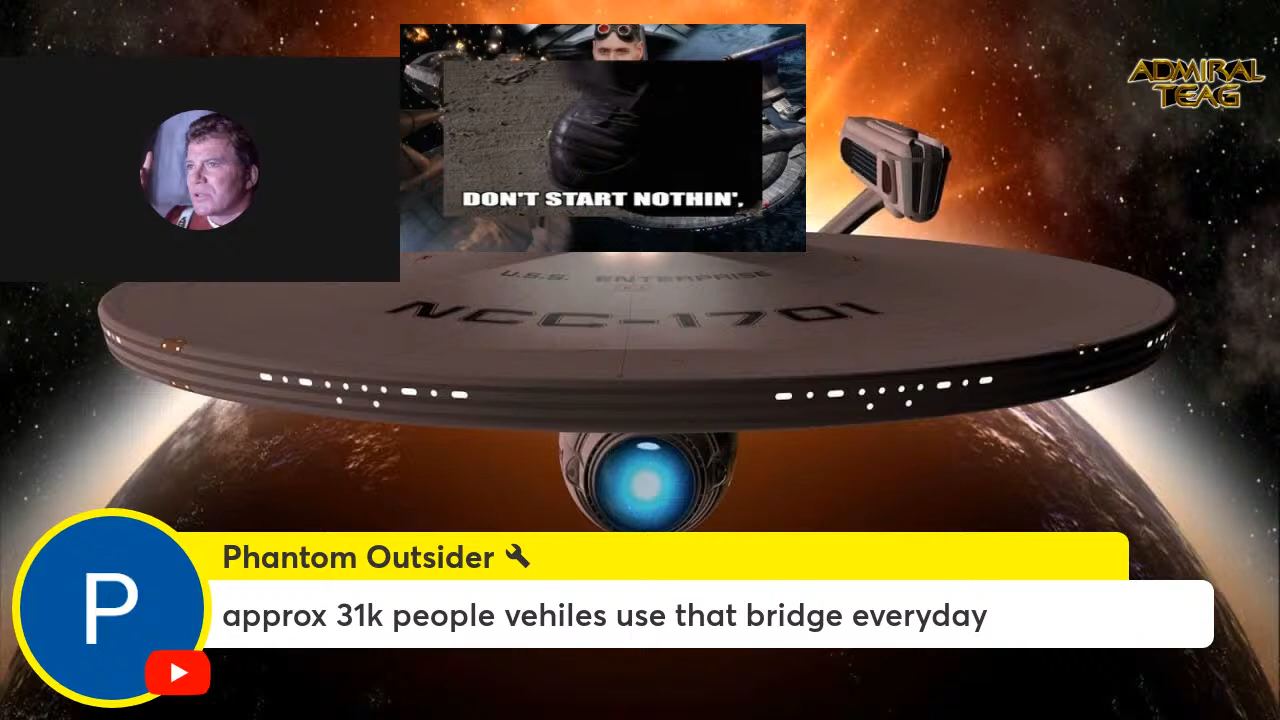 ADMIRAL
TEAG
DON'T START NOTHIN',
U.S.S. ENTERPRISE
NCC-1701
P
Phantom Outsider
approx 31k people vehiles use that bridge everyday